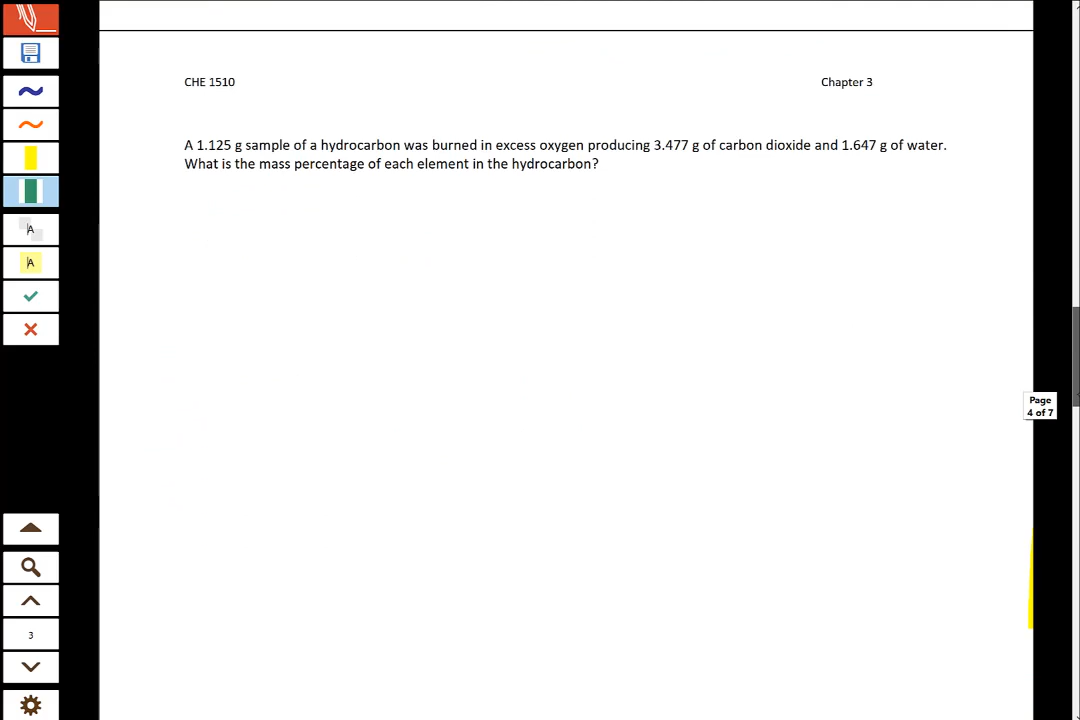 CHE 1510 Chapter 3
A 1.125 g sample of a hydrocarbon was burned in excess oxygen producing 3.477 g of carbon dioxide and 1.647 g of water.
What is the mass percentage of each element in the hydrocarbon?
A
A
Page
4 of 7
3